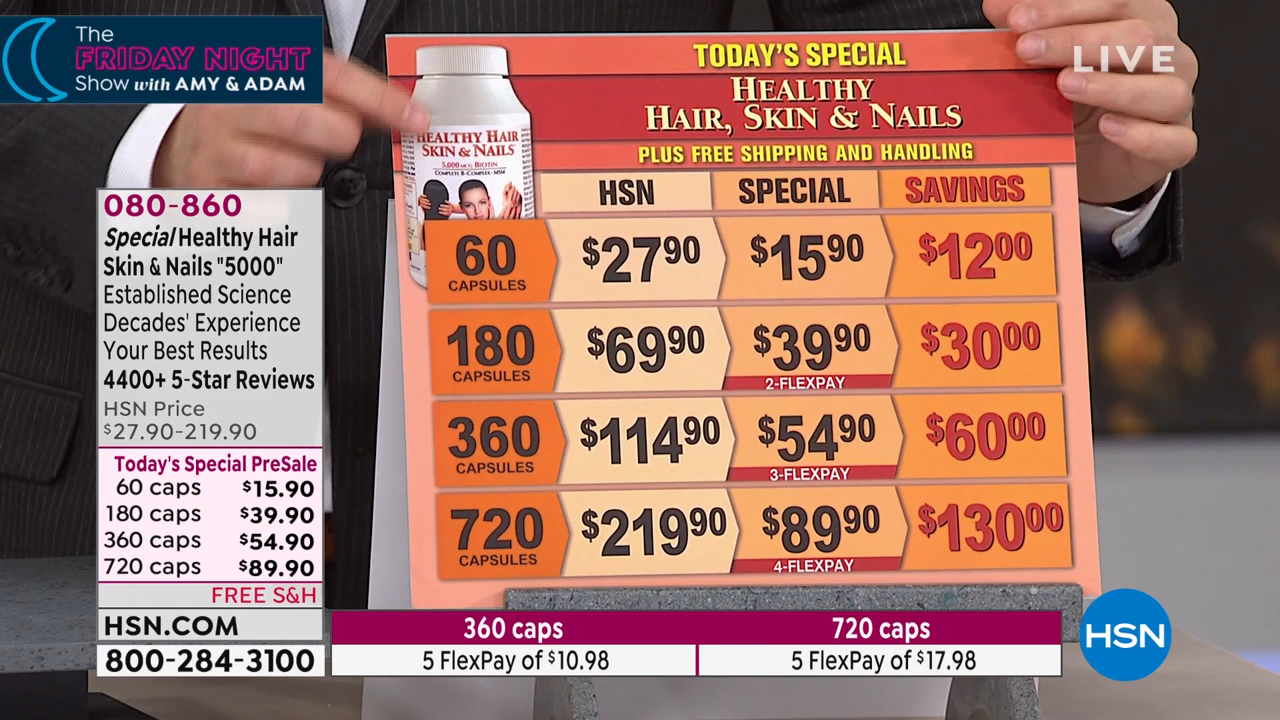 The
FRIDAY NIGHT
Show with AMY & ADAM
LIVE
080-860
Special Healthy Hair
Skin & Nails "5000"
Established Science
Decades' Experience
Your Best Results
4400+ 5-Star Reviews
HSN Price
$27.90-219.90
Today's Special PreSale
60 caps $15.90
180 caps $39.90
360 caps $54.90
720 caps $89.90
FREE S&H
HSN.COM
800-284-3100
TODAY'S SPECIAL
HEALTHY
HAIR, SKIN & NAILS
PLUS FREE SHIPPING AND HANDLING
HEALTHY HAIR
SKIN & NAILS
5,000 MCG BIOTIN
COMPLETE B-COMPLEX • MSM
HSN SPECIAL SAVINGS
60 CAPSULES $27.90 $15.90 $12.00
180 CAPSULES $69.90 $39.90 $30.00
2-FLEXPAY
360 CAPSULES $114.90 $54.90 $60.00
3-FLEXPAY
720 CAPSULES $219.90 $89.90 $130.00
4-FLEXPAY
360 caps 720 caps
5 FlexPay of $10.98 5 FlexPay of $17.98
HSN